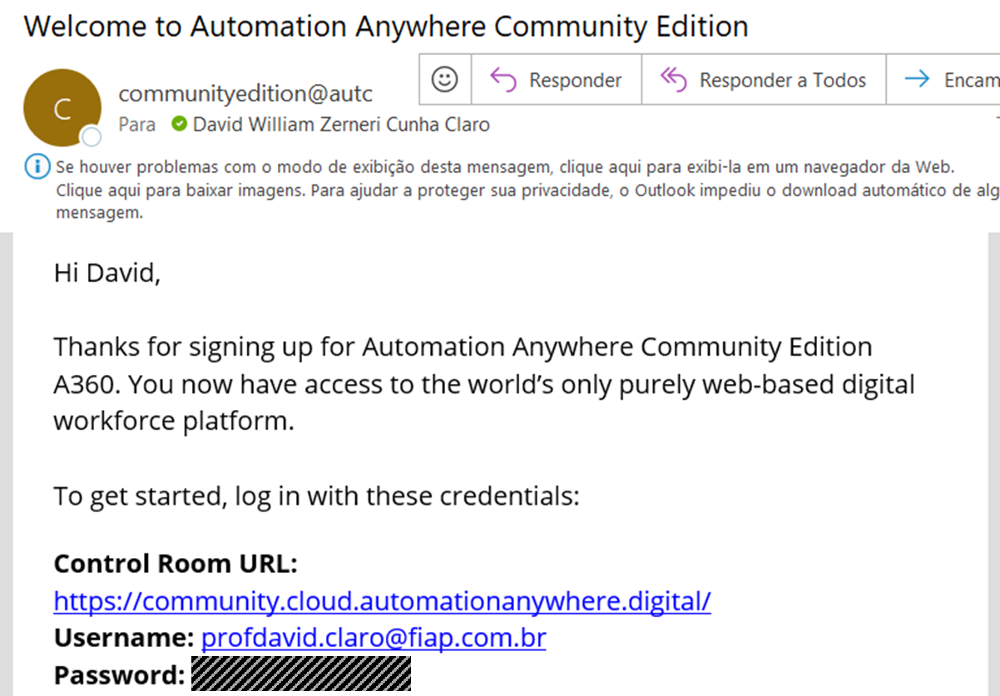 Welcome to Automation Anywhere Community Edition
C
communityedition@autc
Responder
Responder a Todos
Encam
Para David William Zerneri Cunha Claro
Se houver problemas com o modo de exibição desta mensagem, clique aqui para exibi-la em um navegador da Web.
Clique aqui para baixar imagens. Para ajudar a proteger sua privacidade, o Outlook impediu o download automático de alg
mensagem.
Hi David,
Thanks for signing up for Automation Anywhere Community Edition
A360. You now have access to the world’s only purely web-based digital
workforce platform.
To get started, log in with these credentials:
Control Room URL:
https://community.cloud.automationanywhere.digital/
Username: profdavid.claro@fiap.com.br
Password: